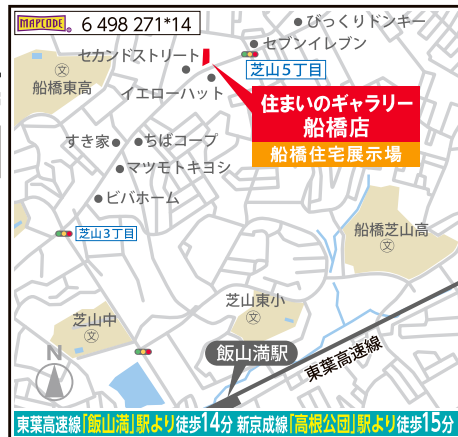 MAPCODE® 6 498 271*14
びっくりドンキー
セブンイレブン
セカンドストリート
芝山5丁目
文
船橋東高
イエローハット
住まいのギャラリー
船橋店
船橋住宅展示場
すき家
ちばコープ
マツモトキヨシ
ビバホーム
芝山3丁目
船橋芝山高
文
芝山東小
文
芝山中
文
飯山満駅
東葉高速線
N
東葉高速線「飯山満」駅より徒歩14分 新京成線「高根公団」駅より徒歩15分